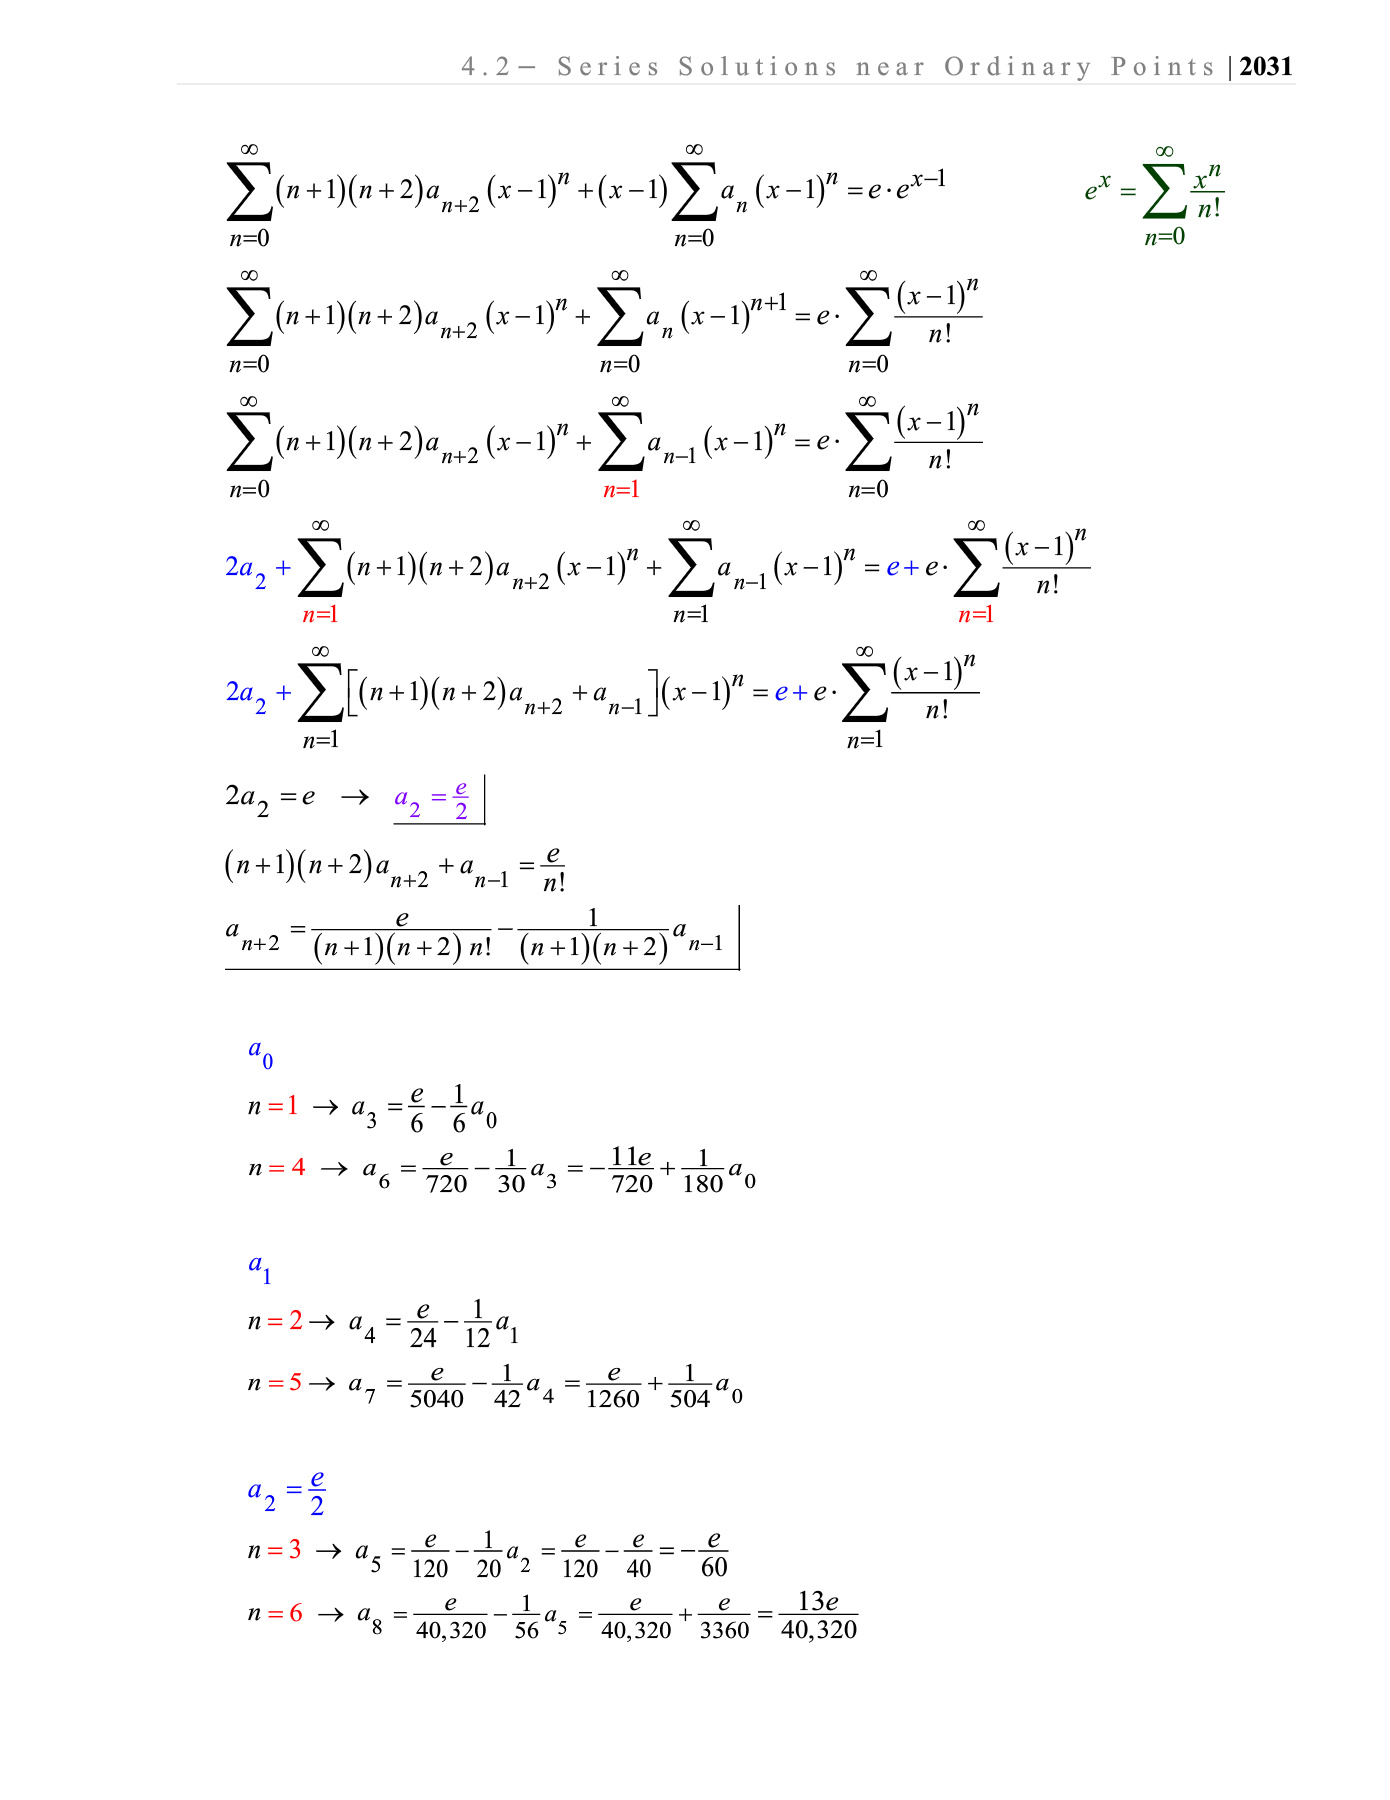 4.2 – Series Solutions near Ordinary Points | 2031
$\sum_{n=0}^{\infty}(n+1)(n+2)a_{n+2}(x-1)^n+(x-1)\sum_{n=0}^{\infty}a_n(x-1)^n=e\cdot e^{x-1}$ $e^x=\sum_{n=0}^{\infty}\frac{x^n}{n!}$
$\sum_{n=0}^{\infty}(n+1)(n+2)a_{n+2}(x-1)^n+\sum_{n=0}^{\infty}a_n(x-1)^{n+1}=e\cdot\sum_{n=0}^{\infty}\frac{(x-1)^n}{n!}$
$\sum_{n=0}^{\infty}(n+1)(n+2)a_{n+2}(x-1)^n+\sum_{n=1}^{\infty}a_{n-1}(x-1)^n=e\cdot\sum_{n=0}^{\infty}\frac{(x-1)^n}{n!}$
$2a_2+\sum_{n=1}^{\infty}(n+1)(n+2)a_{n+2}(x-1)^n+\sum_{n=1}^{\infty}a_{n-1}(x-1)^n=e+e\cdot\sum_{n=1}^{\infty}\frac{(x-1)^n}{n!}$
$2a_2+\sum_{n=1}^{\infty}\left[(n+1)(n+2)a_{n+2}+a_{n-1}\right](x-1)^n=e+e\cdot\sum_{n=1}^{\infty}\frac{(x-1)^n}{n!}$
$2a_2=e \rightarrow a_2=\frac{e}{2}$
$(n+1)(n+2)a_{n+2}+a_{n-1}=\frac{e}{n!}$
$a_{n+2}=\frac{e}{(n+1)(n+2)\,n!}-\frac{1}{(n+1)(n+2)}a_{n-1}$
$a_0$
$n=1 \rightarrow a_3=\frac{e}{6}-\frac{1}{6}a_0$
$n=4 \rightarrow a_6=\frac{e}{720}-\frac{1}{30}a_3=-\frac{11e}{720}+\frac{1}{180}a_0$
$a_1$
$n=2 \rightarrow a_4=\frac{e}{24}-\frac{1}{12}a_1$
$n=5 \rightarrow a_7=\frac{e}{5040}-\frac{1}{42}a_4=\frac{e}{1260}+\frac{1}{504}a_0$
$a_2=\frac{e}{2}$
$n=3 \rightarrow a_5=\frac{e}{120}-\frac{1}{20}a_2=\frac{e}{120}-\frac{e}{40}=-\frac{e}{60}$
$n=6 \rightarrow a_8=\frac{e}{40,320}-\frac{1}{56}a_5=\frac{e}{40,320}+\frac{e}{3360}=\frac{13e}{40,320}$